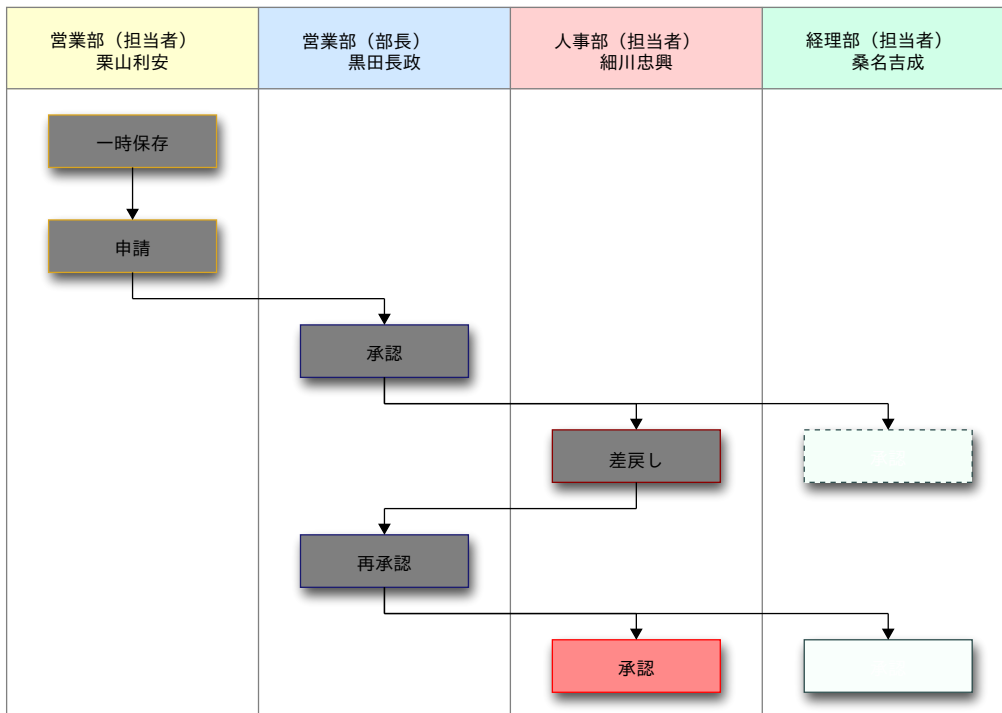 営業部（担当者）
栗山利安
営業部（部長）
黒田長政
人事部（担当者）
細川忠興
経理部（担当者）
桑名吉成
一時保存
申請
承認
差戻し
再承認
承認